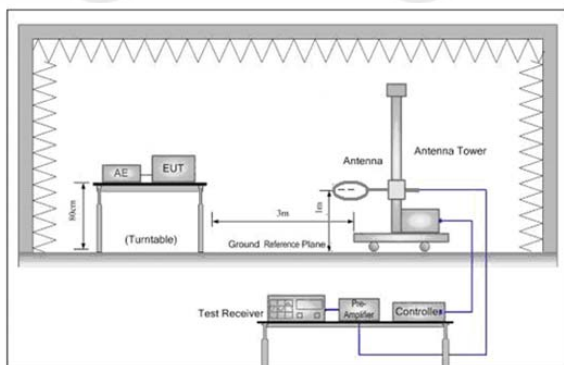 Antenna Tower
Antenna
AE
EUT
80cm
(Turntable)
3m
1m
Ground Reference Plane
Test Receiver
Pre-
Amplifier
Controller